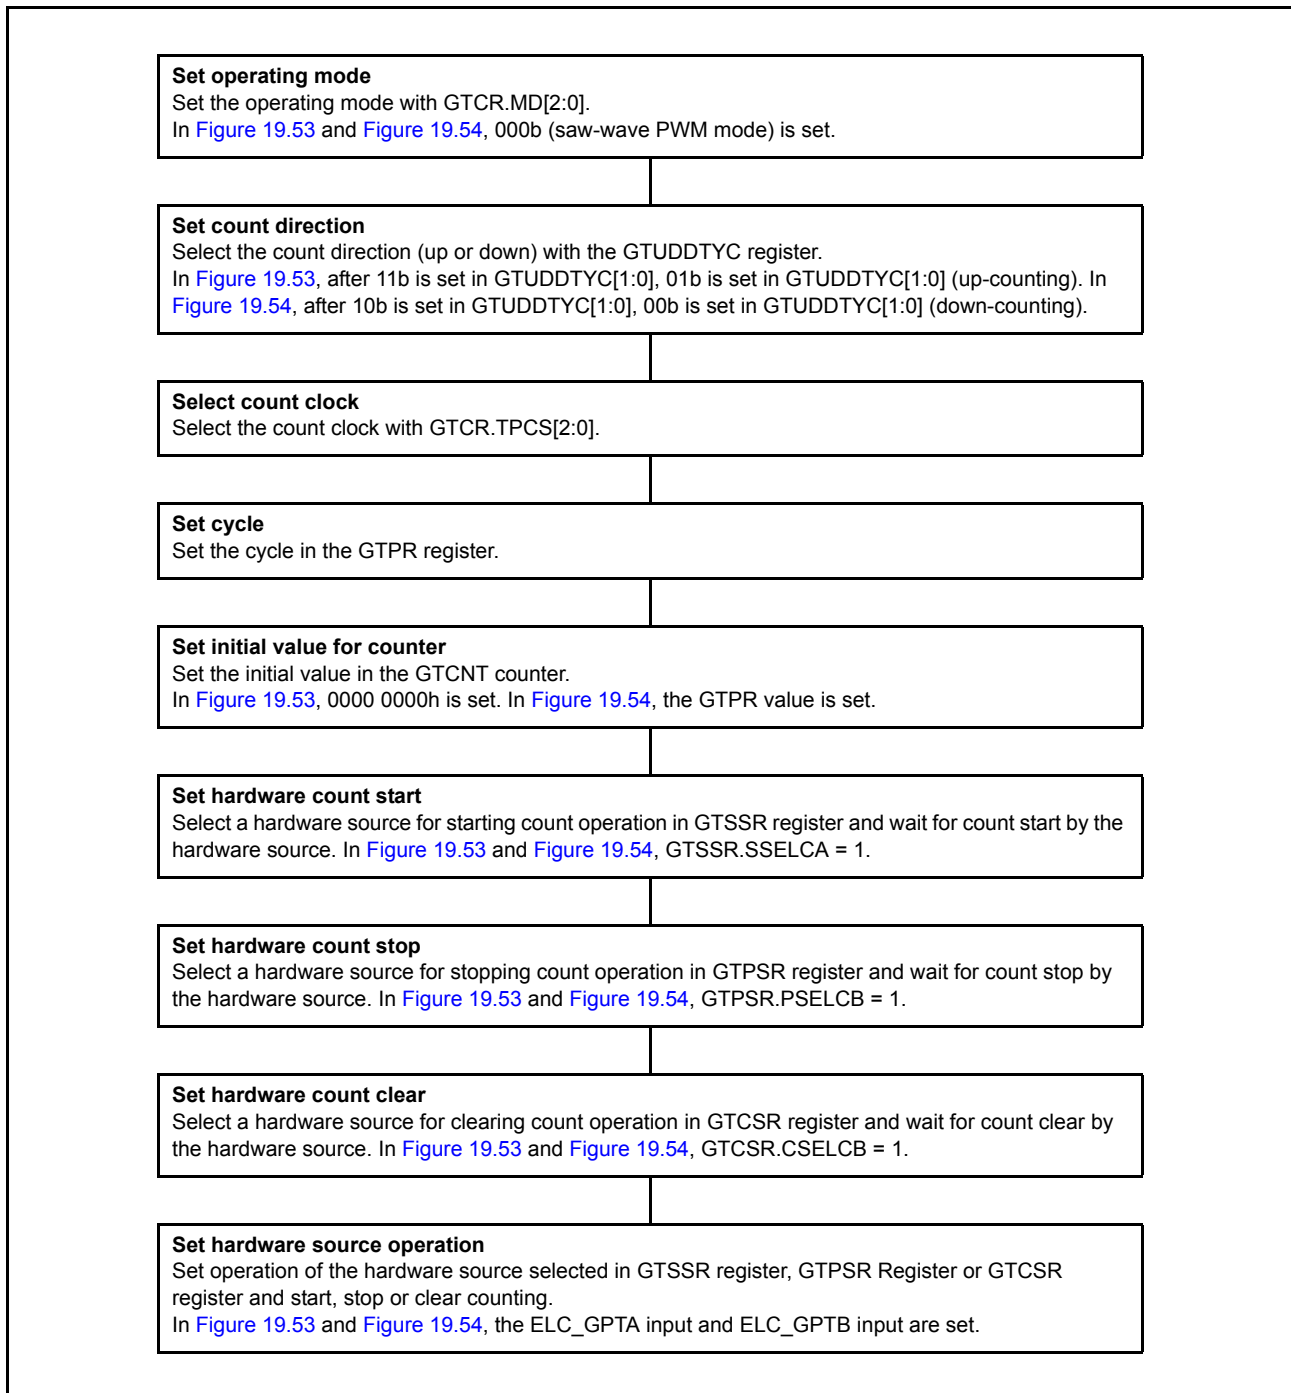 Set operating mode
Set the operating mode with GTCR.MD[2:0].
In Figure 19.53 and Figure 19.54, 000b (saw-wave PWM mode) is set.
Set count direction
Select the count direction (up or down) with the GTUDDTYC register.
In Figure 19.53, after 11b is set in GTUDDTYC[1:0], 01b is set in GTUDDTYC[1:0] (up-counting). In
Figure 19.54, after 10b is set in GTUDDTYC[1:0], 00b is set in GTUDDTYC[1:0] (down-counting).
Select count clock
Select the count clock with GTCR.TPCS[2:0].
Set cycle
Set the cycle in the GTPR register.
Set initial value for counter
Set the initial value in the GTCNT counter.
In Figure 19.53, 0000 0000h is set. In Figure 19.54, the GTPR value is set.
Set hardware count start
Select a hardware source for starting count operation in GTSSR register and wait for count start by the
hardware source. In Figure 19.53 and Figure 19.54, GTSSR.SSELCA = 1.
Set hardware count stop
Select a hardware source for stopping count operation in GTPSR register and wait for count stop by
the hardware source. In Figure 19.53 and Figure 19.54, GTPSR.PSELCB = 1.
Set hardware count clear
Select a hardware source for clearing count operation in GTCSR register and wait for count clear by
the hardware source. In Figure 19.53 and Figure 19.54, GTCSR.CSELCB = 1.
Set hardware source operation
Set operation of the hardware source selected in GTSSR register, GTPSR Register or GTCSR
register and start, stop or clear counting.
In Figure 19.53 and Figure 19.54, the ELC_GPTA input and ELC_GPTB input are set.